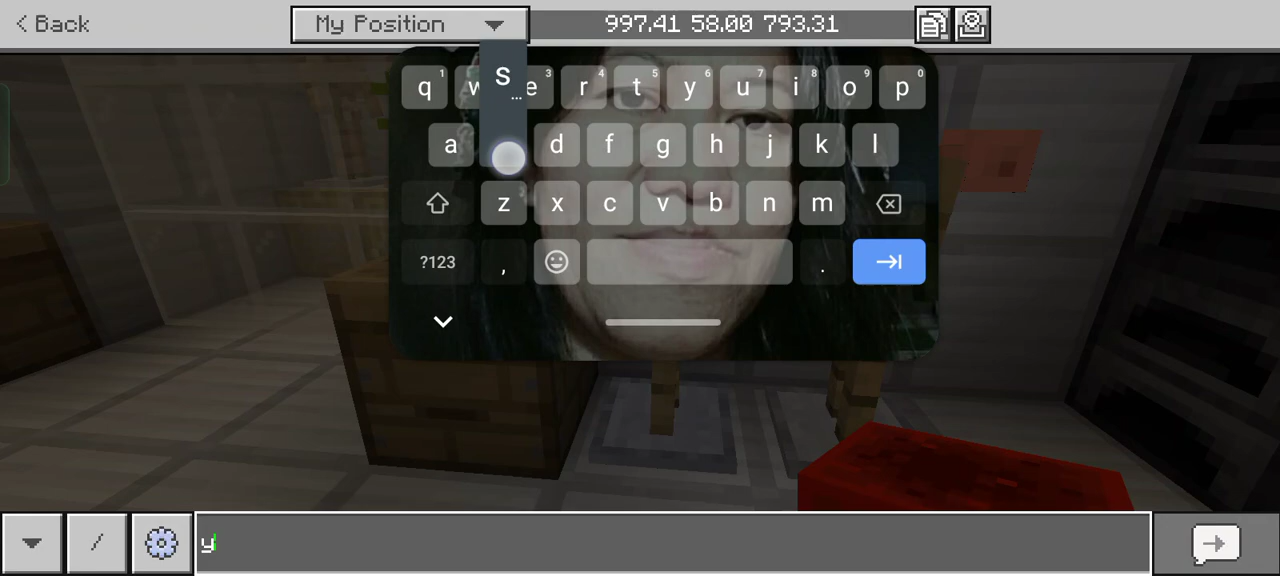 < Back
My Position
997.41 58.00 793.31
s
...
q 1 w e 3 r 4 t 5 y 6 u 7 i 8 o 9 p 0
a d f g h j k l
z x c v b n m
?123 , .
/
y